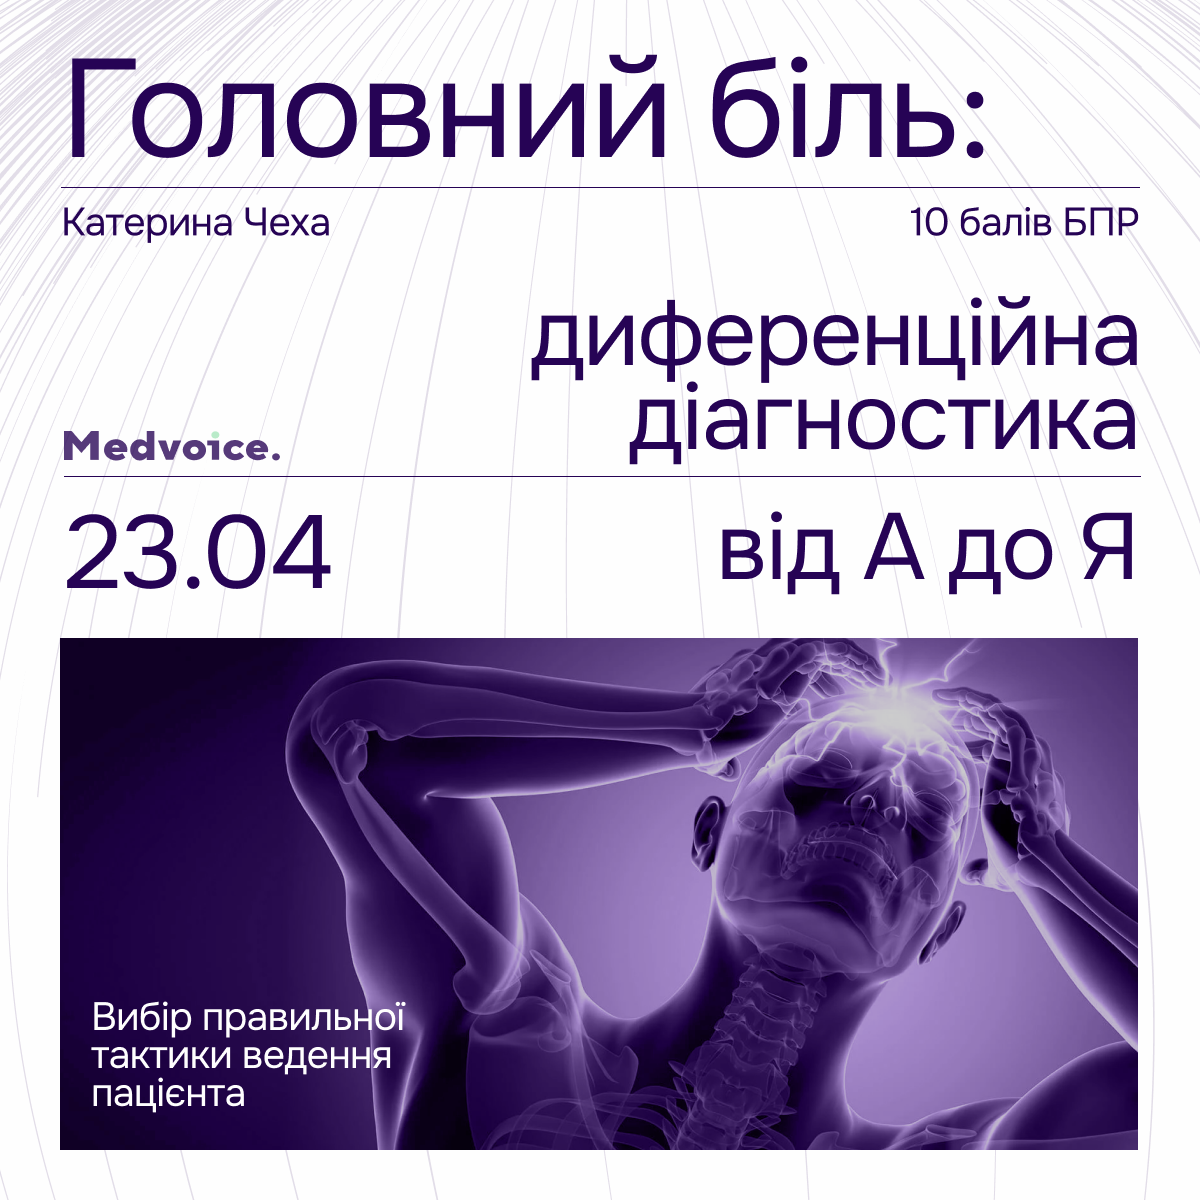 Головний біль:
Катерина Чеха
10 балів БПР
диференційна
діагностика
Medvoice.
23.04
від А до Я
Вибір правильної
тактики ведення
пацієнта